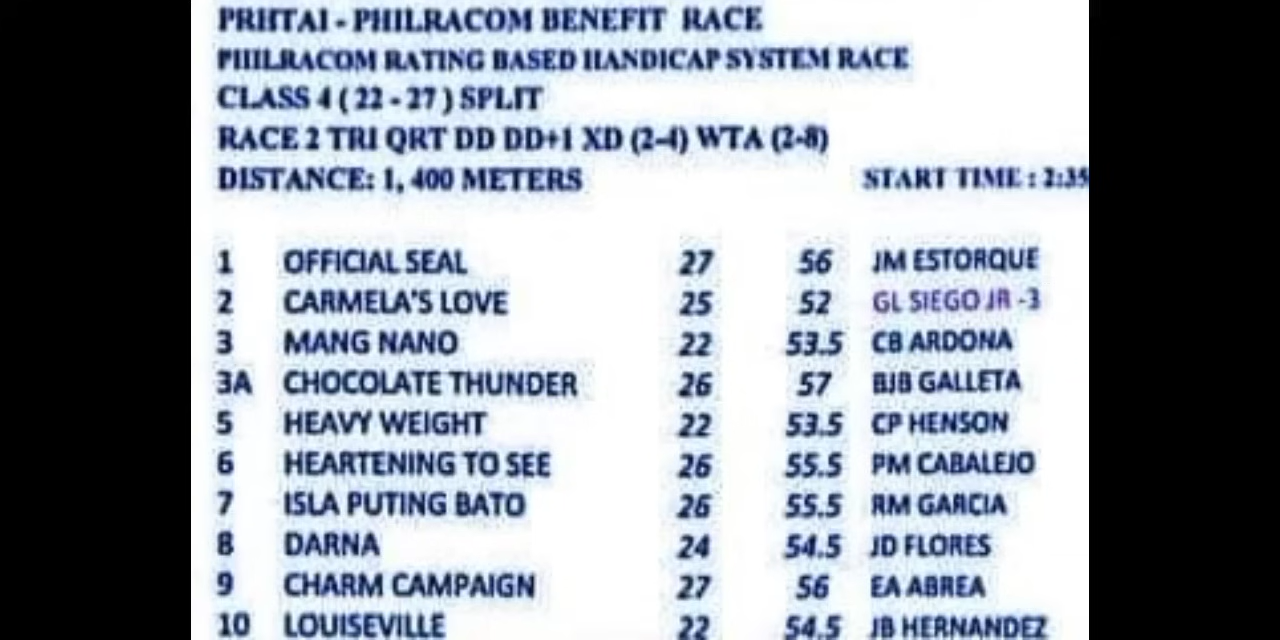 PRHTAI - PHILRACOM BENEFIT RACE
PHILRACOM RATING BASED HANDICAP SYSTEM RACE
CLASS 4 ( 22 - 27 ) SPLIT
RACE 2 TRI QRT DD DD+1 XD (2-4) WTA (2-8)
DISTANCE: 1, 400 METERS START TIME : 2:35
1 OFFICIAL SEAL 27 56 JM ESTORQUE
2 CARMELA'S LOVE 25 52 GL SIEGO JR -3
3 MANG NANO 22 53.5 CB ARDONA
3A CHOCOLATE THUNDER 26 57 BJB GALLETA
5 HEAVY WEIGHT 22 53.5 CP HENSON
6 HEARTENING TO SEE 26 55.5 PM CABALEJO
7 ISLA PUTING BATO 26 55.5 RM GARCIA
8 DARNA 24 54.5 JD FLORES
9 CHARM CAMPAIGN 27 56 EA ABREA
10 LOUISEVILLE 22 54.5 JB HERNANDEZ